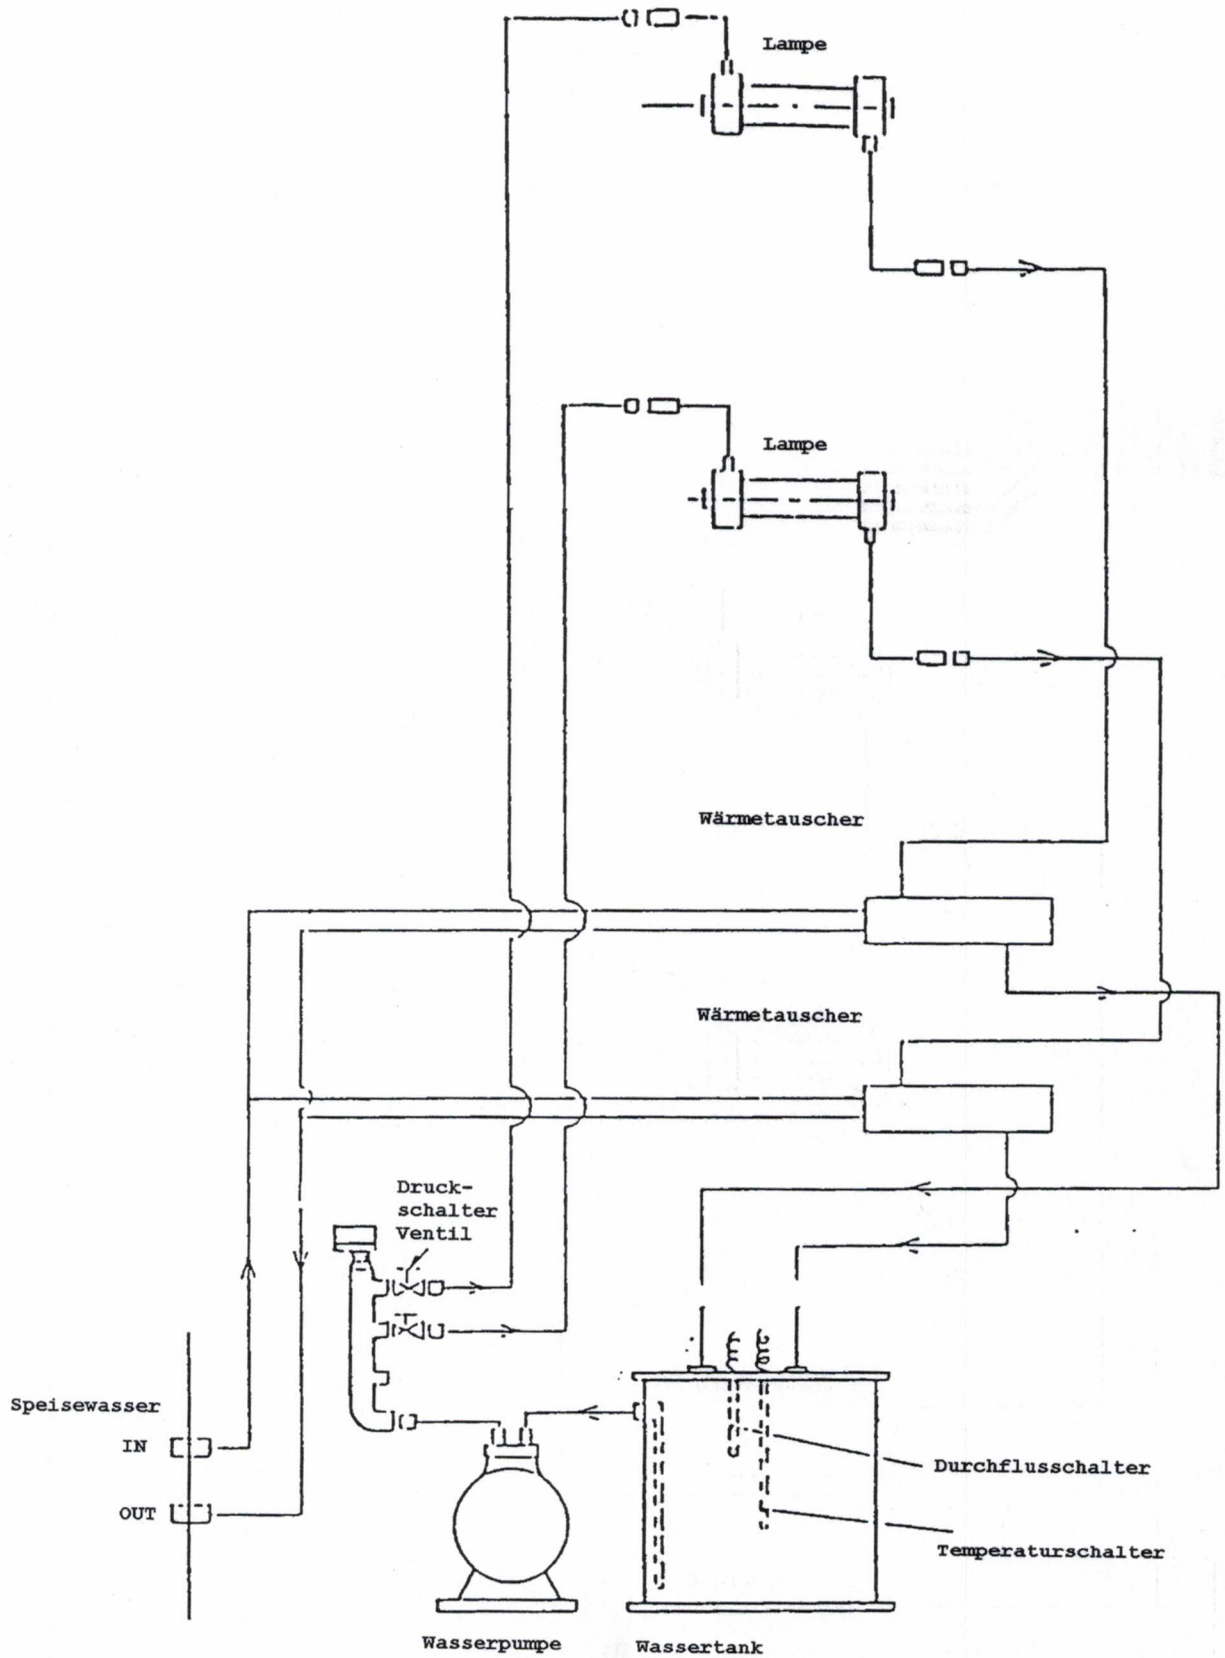 Lampe
Lampe
Wärmetauscher
Wärmetauscher
Druck-
schalter
Ventil
Speisewasser
IN
OUT
Durchflusschalter
Temperaturschalter
Wasserpumpe
Wassertank